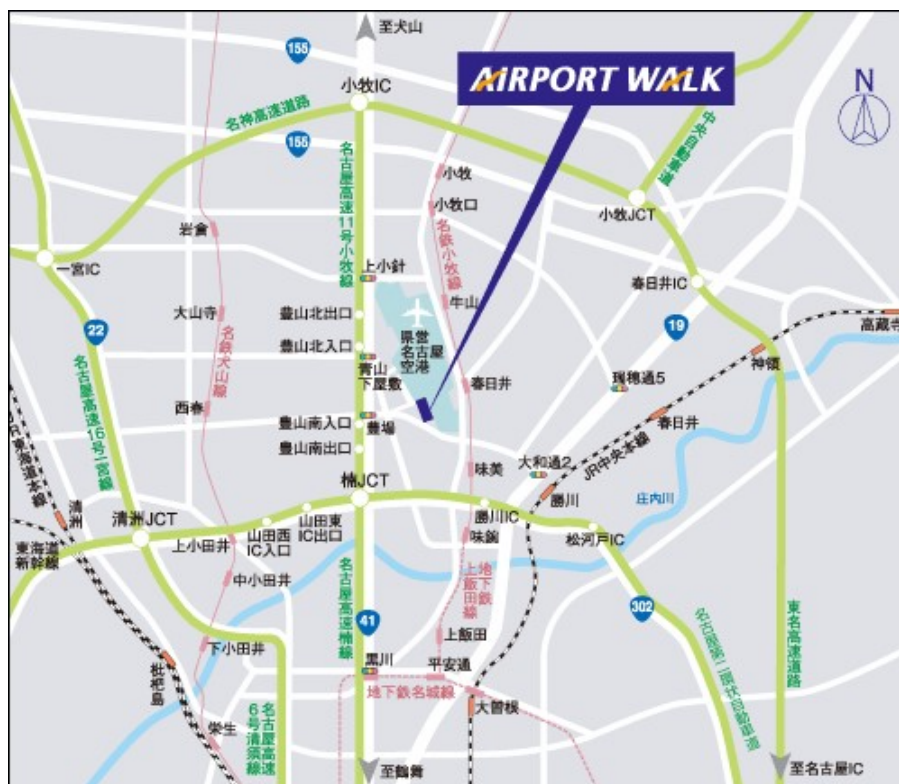 至犬山
155
AiRPORT WALK
N
小牧IC
名神高速道路
155
中央自動車道
名古屋高速11号小牧線
小牧
小牧口
小牧JCT
名鉄小牧線
岩倉
一宮IC
上小針
春日井IC
牛山
大山寺
豊山北出口
県営
名古屋
空港
19
高蔵寺
22
名鉄犬山線
豊山北入口
青山
下屋敷
神領
春日井
瑞穂通5
西春
豊山南入口
豊場
春日井
名古屋高速16号一宮線
豊山南出口
大和通2
JR中央本線
味美
JR東海道本線
楠JCT
勝川
庄内川
清洲
清洲JCT
山田東
IC出口
勝川IC
東海道
新幹線
上小田井
山田西
IC入口
味鋺
松河戸IC
中小田井
名古屋高速楠線
地下鉄
上飯田線
302
41
東名高速道路
下小田井
上飯田
名古屋第二環状自動車道
枇杷島
黒川
平安通
地下鉄名城線
大曽根
栄生
名古屋高速
6号清須線
至鶴舞
至名古屋IC